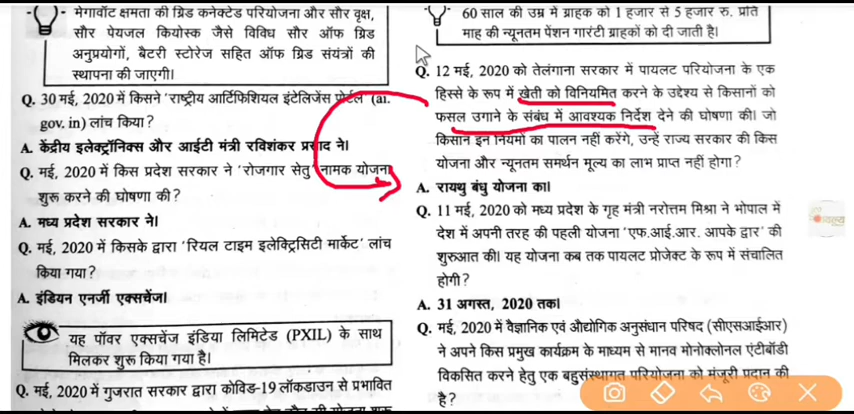 मेगावॉट क्षमता की ग्रिड कनेक्टेड परियोजना और सौर वृक्ष,
सौर पेयजल कियोस्क जैसे विविध सौर ऑफ ग्रिड
अनुप्रयोगों, बैटरी स्टोरेज सहित ऑफ ग्रिड संयंत्रों की
स्थापना की जाएगी।
Q. 30 मई, 2020 में किसने 'राष्ट्रीय आर्टिफिशियल इंटेलिजेंस पोर्टल (ai.
gov. in) लांच किया?
A. केंद्रीय इलेक्ट्रॉनिक्स और आईटी मंत्री रविशंकर प्रसाद ने।
Q. मई, 2020 में किस प्रदेश सरकार ने 'रोजगार सेतु' नामक योजना
शुरू करने की घोषणा की?
A. मध्य प्रदेश सरकार ने।
Q. मई, 2020 में किसके द्वारा 'रियल टाइम इलेक्ट्रिसिटी मार्केट' लांच
किया गया?
A. इंडियन एनर्जी एक्सचेंज।
यह पॉवर एक्सचेंज इंडिया लिमिटेड (PXIL) के साथ
मिलकर शुरू किया गया है।
Q. मई, 2020 में गुजरात सरकार द्वारा कोविड-19 लॉकडाउन से प्रभावित
60 साल की उम्र में ग्राहक को 1 हजार से 5 हजार रु. प्रति
माह की न्यूनतम पेंशन गारंटी ग्राहकों को दी जाती है।
Q. 12 मई, 2020 को तेलंगाना सरकार में पायलट परियोजना के एक
हिस्से के रूप में खेती को विनियमित करने के उद्देश्य से किसानों को
फसल उगाने के संबंध में आवश्यक निर्देश देने की घोषणा की। जो
किसान इन नियमों का पालन नहीं करेंगे, उन्हें राज्य सरकार की किस
योजना और न्यूनतम समर्थन मूल्य का लाभ प्राप्त नहीं होगा?
A. रायथु बंधु योजना का।
Q. 11 मई, 2020 को मध्य प्रदेश के गृह मंत्री नरोत्तम मिश्रा ने भोपाल में
देश में अपनी तरह की पहली योजना 'एफ.आई.आर. आपके द्वार' की
शुरुआत की। यह योजना कब तक पायलट प्रोजेक्ट के रूप में संचालित
होगी?
A. 31 अगस्त, 2020 तक।
Q. मई, 2020 में वैज्ञानिक एवं औद्योगिक अनुसंधान परिषद (सीएसआईआर)
ने अपने किस प्रमुख कार्यक्रम के माध्यम से मानव मोनोक्लोनल एंटीबॉडी
विकसित करने हेतु एक बहुसंस्थागत परियोजना को मंजूरी प्रदान की
है?